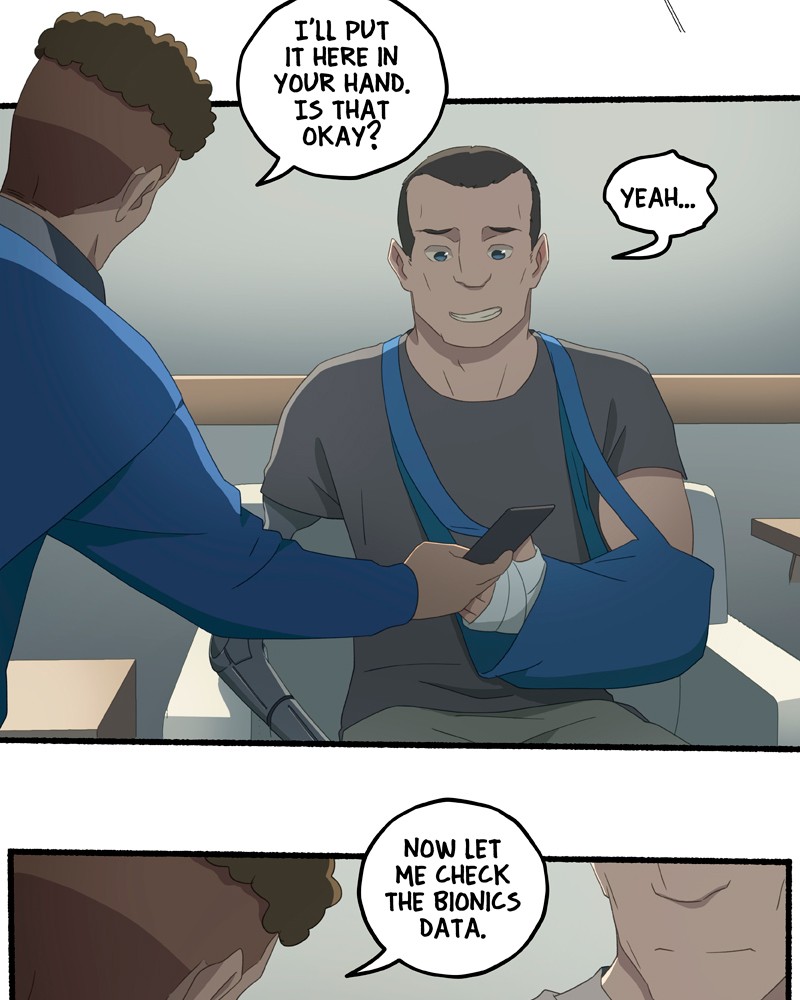 I'LL PUT
IT HERE IN
YOUR HAND.
IS THAT
OKAY?
YEAH...
NOW LET
ME CHECK
THE BIONICS
DATA.